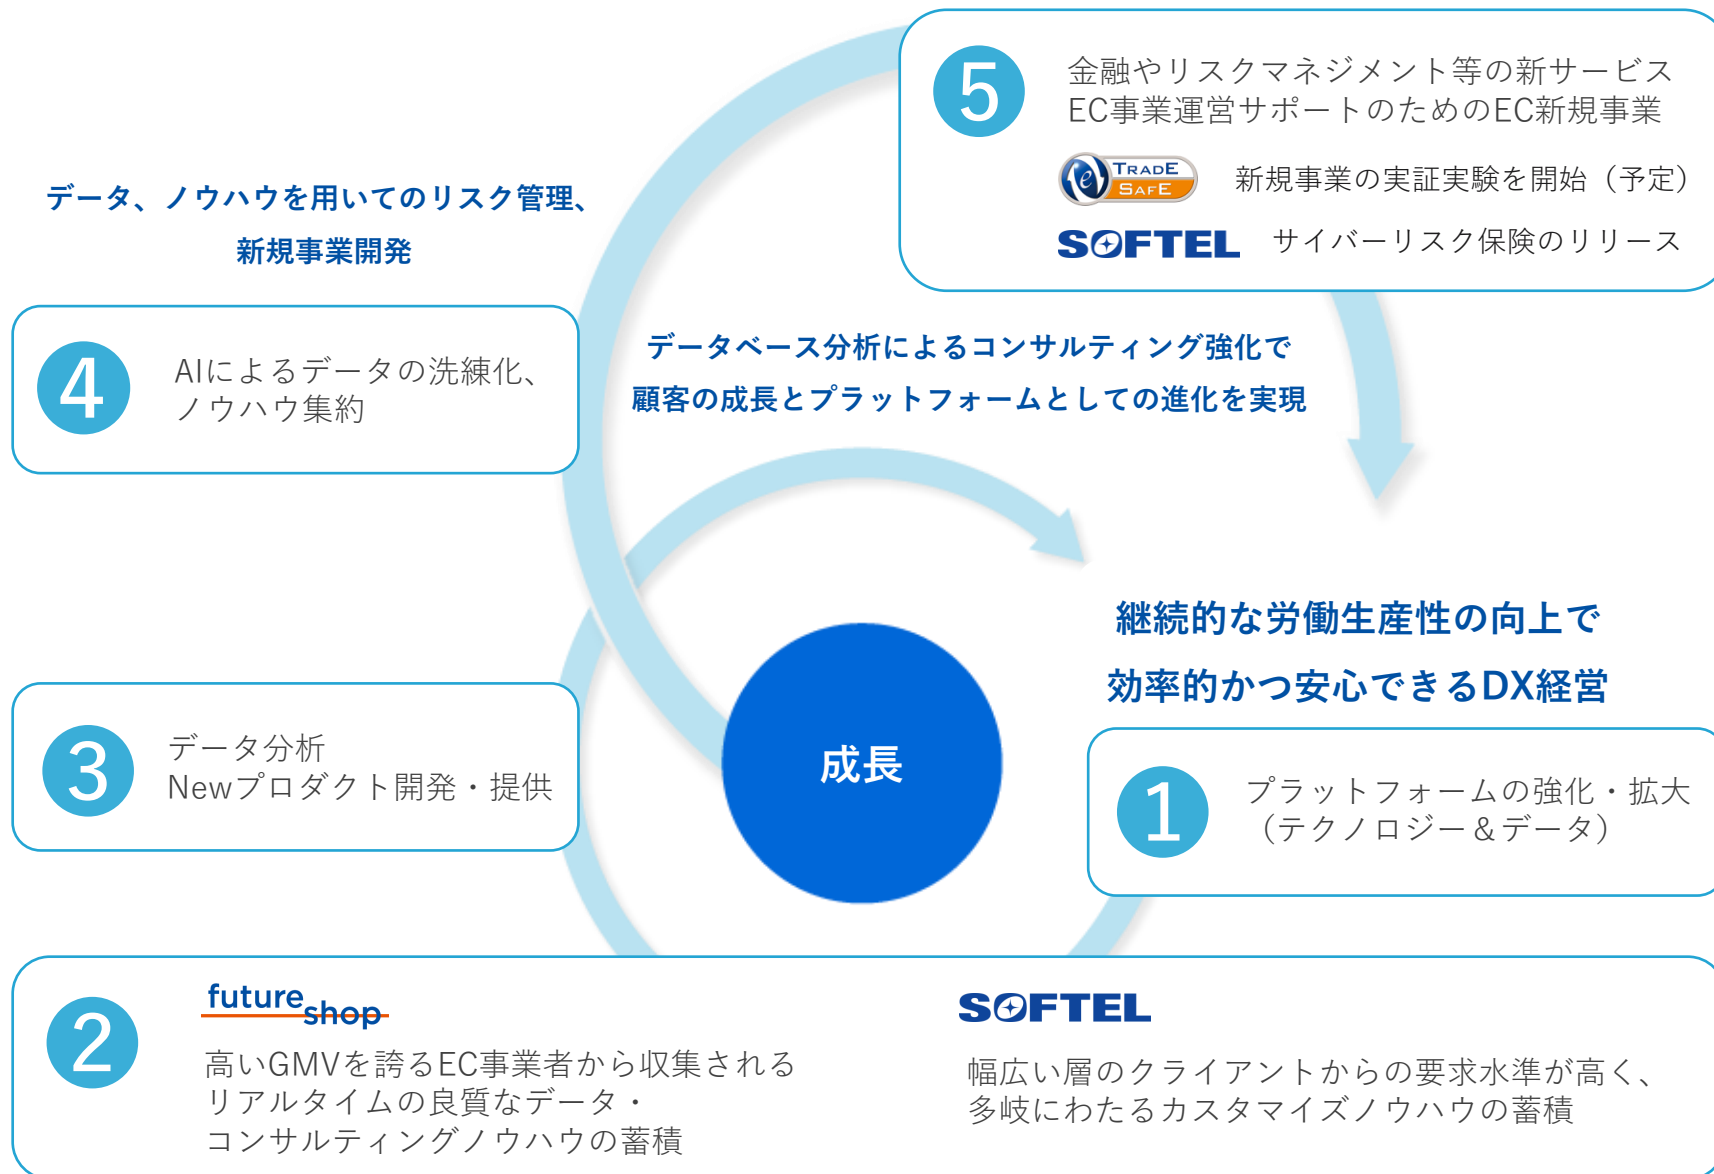 5
金融やリスクマネジメント等の新サービス
EC事業運営サポートのためのEC新規事業
TRADE
SAFE
新規事業の実証実験を開始（予定）
SOFTEL
サイバーリスク保険のリリース
データ、ノウハウを用いてのリスク管理、
新規事業開発
4
AIによるデータの洗練化、
ノウハウ集約
データベース分析によるコンサルティング強化で
顧客の成長とプラットフォームとしての進化を実現
継続的な労働生産性の向上で
効率的かつ安心できるDX経営
3
データ分析
Newプロダクト開発・提供
成長
1
プラットフォームの強化・拡大
（テクノロジー＆データ）
2
future
shop
高いGMVを誇るEC事業者から収集される
リアルタイムの良質なデータ・
コンサルティングノウハウの蓄積
SOFTEL
幅広い層のクライアントからの要求水準が高く、
多岐にわたるカスタマイズノウハウの蓄積